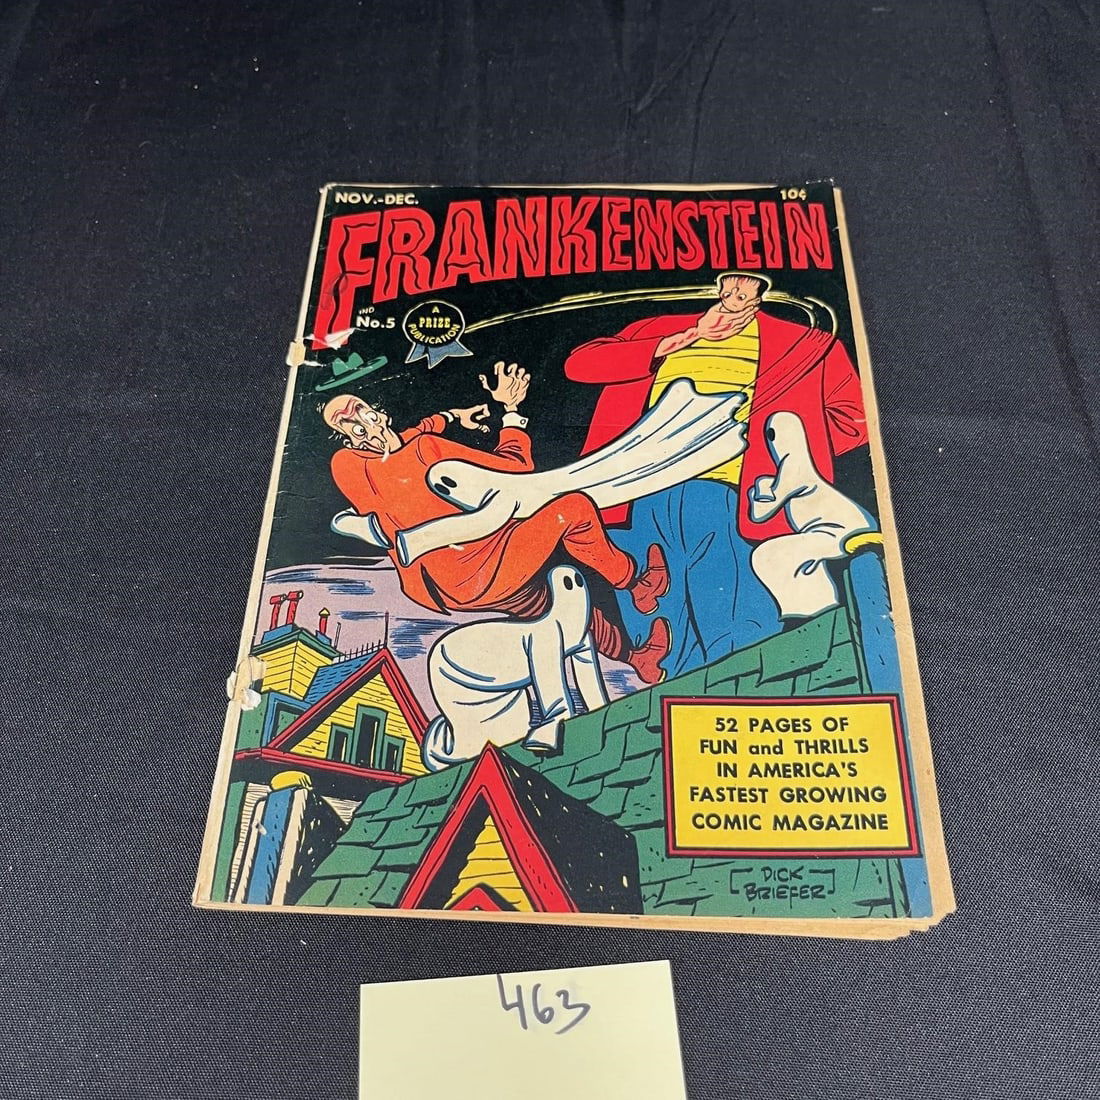 NOV.-DEC.
10¢
FRANKENSTEIN
IND
No.5
A
PRIZE
PUBLICATION
52 PAGES OF
FUN and THRILLS
IN AMERICA'S
FASTEST GROWING
COMIC MAGAZINE
DICK
BRIEFER
463